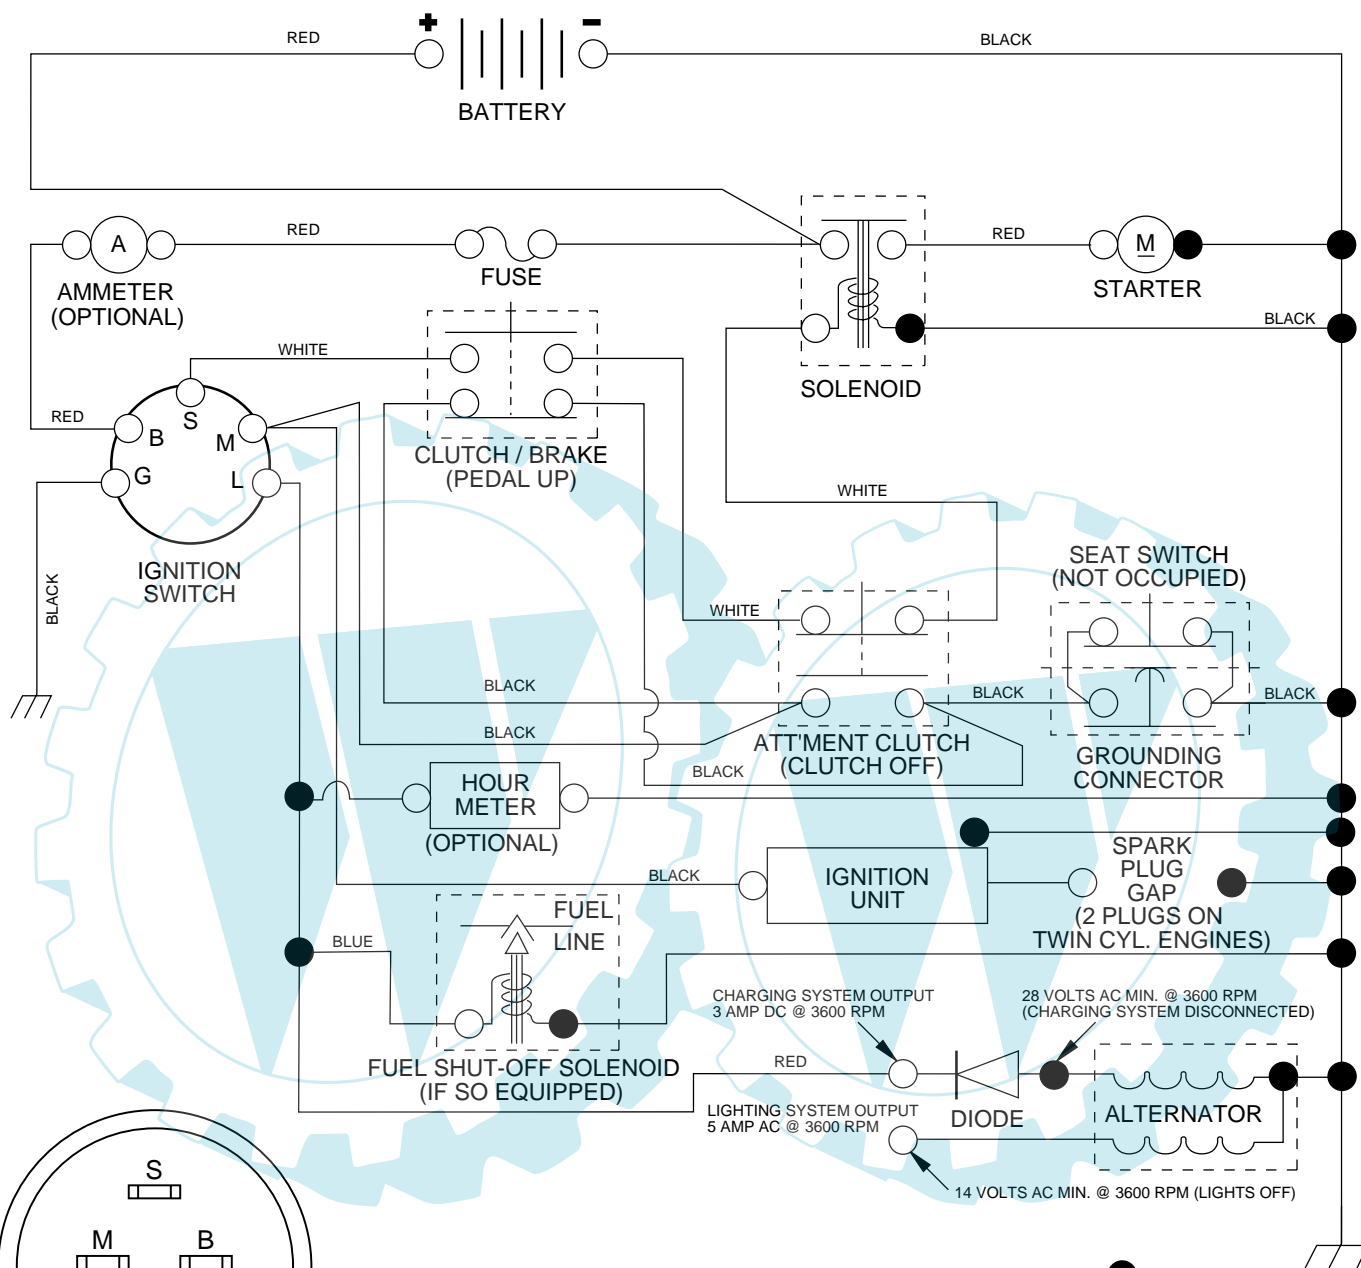 RED
+
−
BLACK
BATTERY
A
RED
FUSE
RED
M
STARTER
AMMETER
(OPTIONAL)
BLACK
WHITE
SOLENOID
RED
S
B
M
G
L
CLUTCH / BRAKE
(PEDAL UP)
WHITE
IGNITION
SWITCH
BLACK
SEAT SWITCH
(NOT OCCUPIED)
WHITE
BLACK
BLACK
BLACK
BLACK
ATT'MENT CLUTCH
(CLUTCH OFF)
BLACK
GROUNDING
CONNECTOR
HOUR
METER
(OPTIONAL)
BLACK
IGNITION
UNIT
SPARK
PLUG
GAP
(2 PLUGS ON
TWIN CYL. ENGINES)
FUEL
LINE
BLUE
CHARGING SYSTEM OUTPUT
3 AMP DC @ 3600 RPM
28 VOLTS AC MIN. @ 3600 RPM
(CHARGING SYSTEM DISCONNECTED)
FUEL SHUT-OFF SOLENOID
(IF SO EQUIPPED)
RED
LIGHTING SYSTEM OUTPUT
5 AMP AC @ 3600 RPM
DIODE
ALTERNATOR
14 VOLTS AC MIN. @ 3600 RPM (LIGHTS OFF)
S
M
B